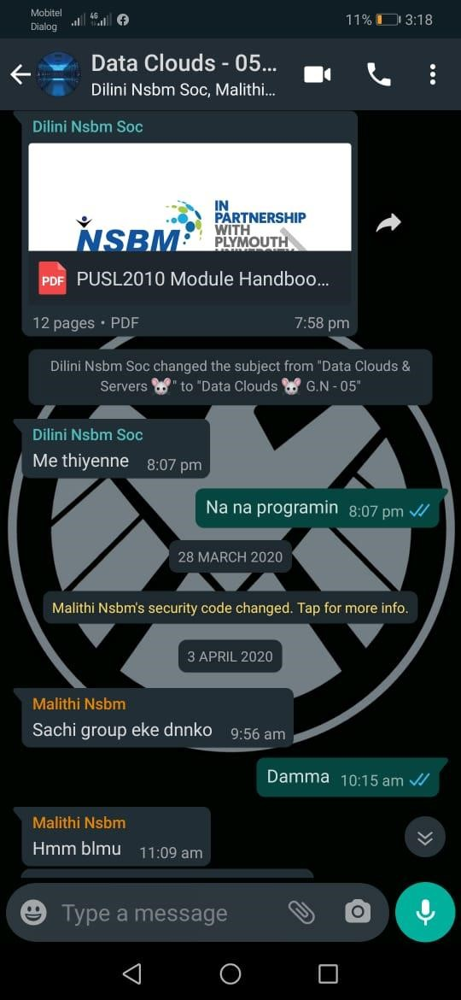 Mobitel
Dialog
4G
11% 3:18
Data Clouds - 05...
Dilini Nsbm Soc, Malithi...
Dilini Nsbm Soc
NSBM
IN
PARTNERSHIP
WITH
PLYMOUTH
UNIVERSITY
PDF PUSL2010 Module Handboo...
12 pages • PDF 7:58 pm
Dilini Nsbm Soc changed the subject from "Data Clouds &
Servers 🐭" to "Data Clouds 🐭 G.N - 05"
Dilini Nsbm Soc
Me thiyenne 8:07 pm
Na na programin 8:07 pm
28 MARCH 2020
Malithi Nsbm's security code changed. Tap for more info.
3 APRIL 2020
Malithi Nsbm
Sachi group eke dnnko 9:56 am
Damma 10:15 am
Malithi Nsbm
Hmm blmu 11:09 am
Type a message